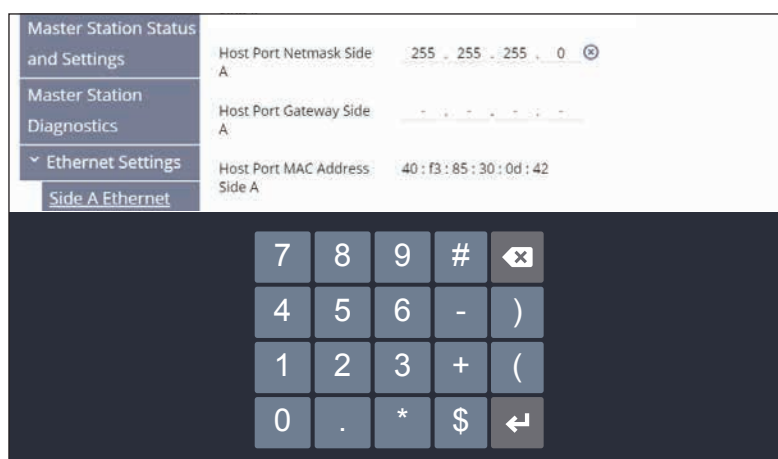 Master Station Status
and Settings
Master Station
Diagnostics
Ethernet Settings
Side A Ethernet
Host Port Netmask Side
A
255 . 255 . 255 . 0
Host Port Gateway Side
A
- . - . - . -
Host Port MAC Address
Side A
40 : f3 : 85 : 30 : 0d : 42
7 8 9 #
4 5 6 - )
1 2 3 + (
0 . * $